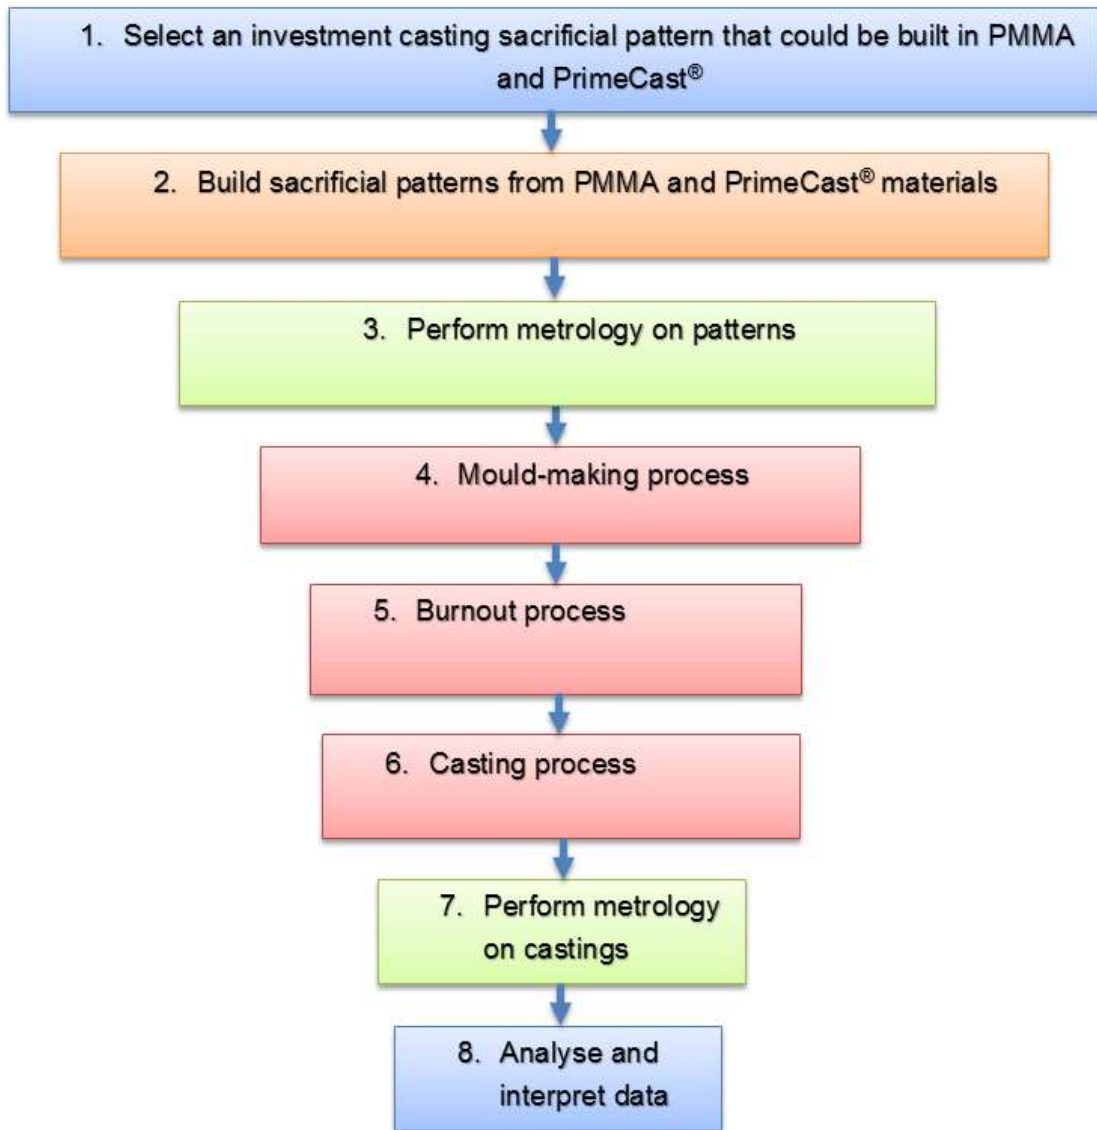 1. Select an investment casting sacrificial pattern that could be built in PMMA
and PrimeCast®
2. Build sacrificial patterns from PMMA and PrimeCast® materials
3. Perform metrology on patterns
4. Mould-making process
5. Burnout process
6. Casting process
7. Perform metrology
on castings
8. Analyse and
interpret data